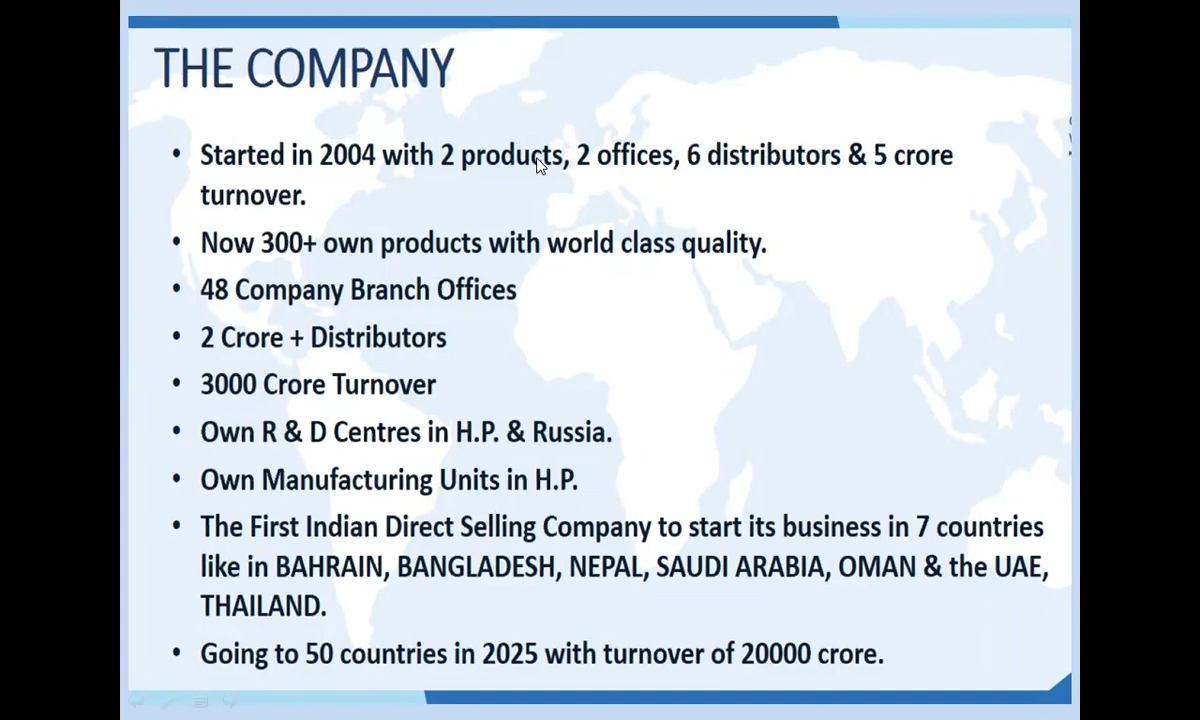 THE COMPANY
• Started in 2004 with 2 products, 2 offices, 6 distributors & 5 crore
turnover.
• Now 300+ own products with world class quality.
• 48 Company Branch Offices
• 2 Crore + Distributors
• 3000 Crore Turnover
• Own R & D Centres in H.P. & Russia.
• Own Manufacturing Units in H.P.
• The First Indian Direct Selling Company to start its business in 7 countries
like in BAHRAIN, BANGLADESH, NEPAL, SAUDI ARABIA, OMAN & the UAE,
THAILAND.
• Going to 50 countries in 2025 with turnover of 20000 crore.